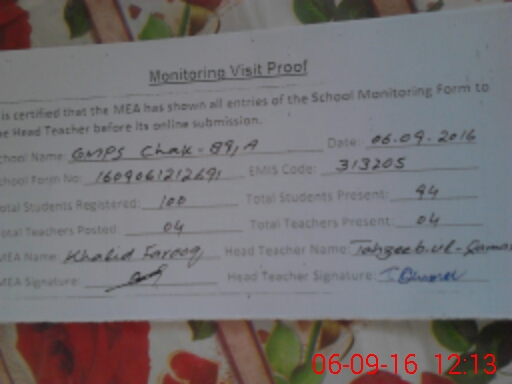 Monitoring Visit Proof
is certified that the MEA has shown all entries of the School Monitoring Form to
Head Teacher before its online submission.
School Name: GMPS Chak-89/A Date: 06.09.2016
School Form No: EMIS Code: 313205
Total Students Registered: 100 Total Students Present: 94
Total Teachers Posted: 04 Total Teachers Present: 04
MEA Name: Khalid Farooq Head Teacher Name: Tahzeeb.ul-
MEA Signature: Head Teacher Signature:
06-09-16 12:13